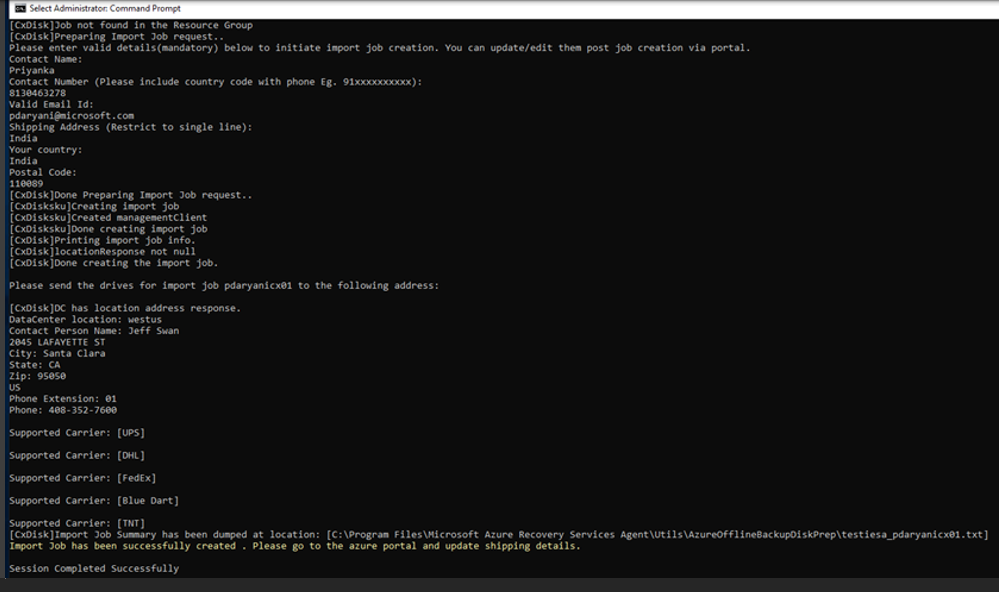 Select Administrator: Command Prompt
[CxDisk]Job not found in the Resource Group
[CxDisk]Preparing Import Job request..
Please enter valid details(mandatory) below to initiate import job creation. You can update/edit them post job creation via portal.
Contact Name:
Priyanka
Contact Number (Please include country code with phone Eg. 91xxxxxxxxxx):
8130463278
Valid Email Id:
pdaryani@microsoft.com
Shipping Address (Restrict to single line):
India
Your country:
India
Postal Code:
110089
[CxDisk]Done Preparing Import Job request..
[CxDisksku]Creating import job
[CxDisksku]Created managementClient
[CxDisksku]Done creating import job
[CxDisk]Printing import job info.
[CxDisk]locationResponse not null
[CxDisk]Done creating the import job.
Please send the drives for import job pdaryanicx01 to the following address:
[CxDisk]DC has location address response.
DataCenter location: westus
Contact Person Name: Jeff Swan
2045 LAFAYETTE ST
City: Santa Clara
State: CA
Zip: 95050
US
Phone Extension: 01
Phone: 408-352-7600
Supported Carrier: [UPS]
Supported Carrier: [DHL]
Supported Carrier: [FedEx]
Supported Carrier: [Blue Dart]
Supported Carrier: [TNT]
[CxDisk]Import Job Summary has been dumped at location: [C:\Program Files\Microsoft Azure Recovery Services Agent\Utils\AzureOfflineBackupDiskPrep\testiesa_pdaryanicx01.txt]
Import Job has been successfully created . Please go to the azure portal and update shipping details.
Session Completed Successfully